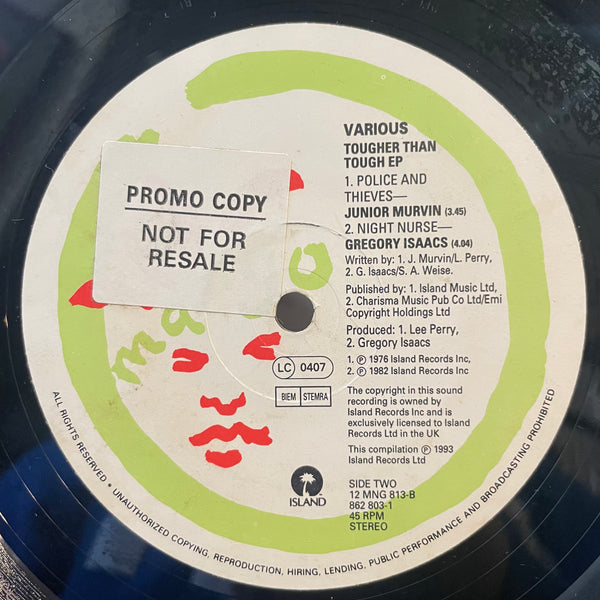 VARIOUS
TOUGHER THAN
TOUGH EP
1. POLICE AND
THIEVES—
JUNIOR MURVIN (3.45)
2. NIGHT NURSE—
GREGORY ISAACS (4.04)
Written by: 1. J. Murvin/L. Perry,
2. G. Isaacs/S. A. Weise.
Published by: 1. Island Music Ltd,
2. Charisma Music Pub Co Ltd/Emi
Copyright Holdings Ltd
Produced: 1. Lee Perry,
2. Gregory Isaacs
1. ℗ 1976 Island Records Inc,
2. ℗ 1982 Island Records Inc
The copyright in this sound
recording is owned by
Island Records Inc and is
exclusively licensed to Island
Records Ltd in the UK
This compilation ℗ 1993
Island Records Ltd
SIDE TWO
12 MNG 813-B
862 803-1
45 RPM
STEREO
PROMO COPY
NOT FOR
RESALE
LC 0407
BIEM STEMRA
ISLAND
ALL RIGHTS RESERVED • UNAUTHORIZED COPYING, REPRODUCTION, HIRING, LENDING, PUBLIC PERFORMANCE AND BROADCASTING PROHIBITED